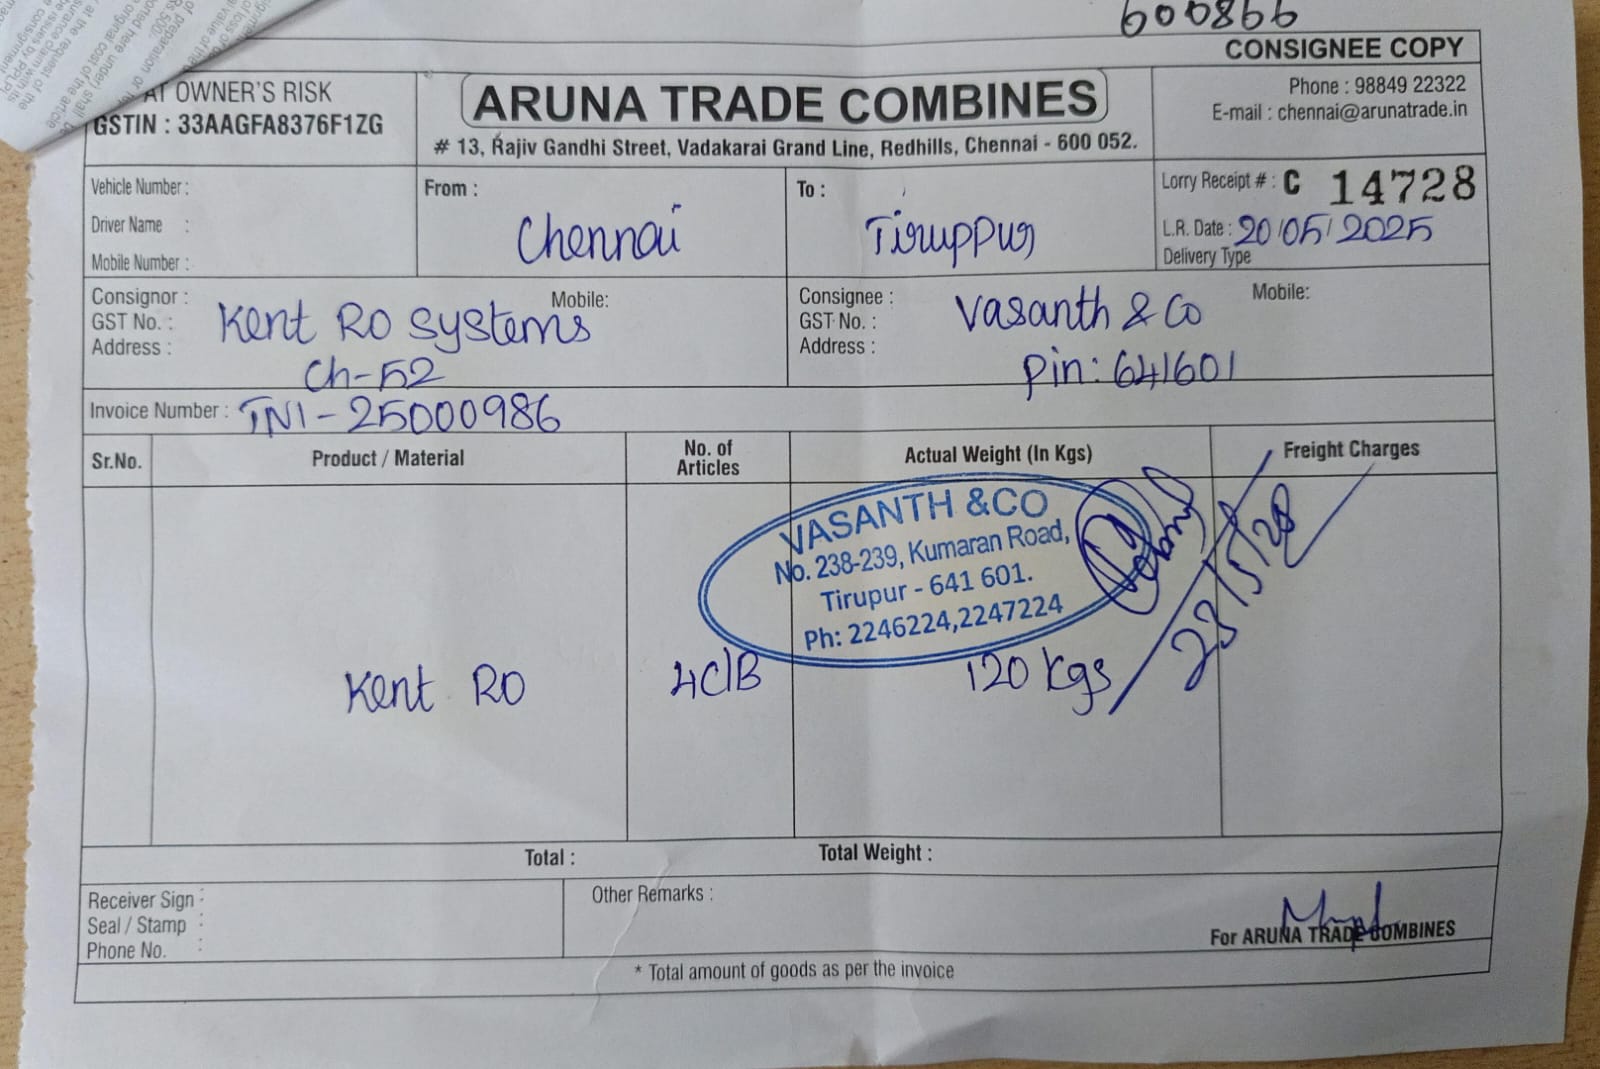 600866
CONSIGNEE COPY
AT OWNER'S RISK
GSTIN : 33AAGFA8376F1ZG
ARUNA TRADE COMBINES
# 13, Rajiv Gandhi Street, Vadakarai Grand Line, Redhills, Chennai - 600 052.
Phone : 98849 22322
E-mail : chennai@arunatrade.in
Vehicle Number :
Driver Name :
Mobile Number :
From :
Chennai
To :
Tiruppur
Lorry Receipt # : C 14728
L.R. Date : 20/05/2025
Delivery Type
Consignor : Mobile:
GST No. : Kent RO Systems
Address :
Ch-52
Consignee : Vasanth & Co Mobile:
GST No. :
Address : Pin: 641601
Invoice Number : TN1-25000986
Sr.No. Product / Material No. of Articles Actual Weight (In Kgs) Freight Charges
VASANTH &CO
No. 238-239, Kumaran Road,
Tirupur - 641 601.
Ph: 2246224,2247224
Kent RO 4C/B 120 Kgs
Total : Total Weight :
Receiver Sign :
Seal / Stamp :
Phone No. :
Other Remarks :
For ARUNA TRADE COMBINES
* Total amount of goods as per the invoice